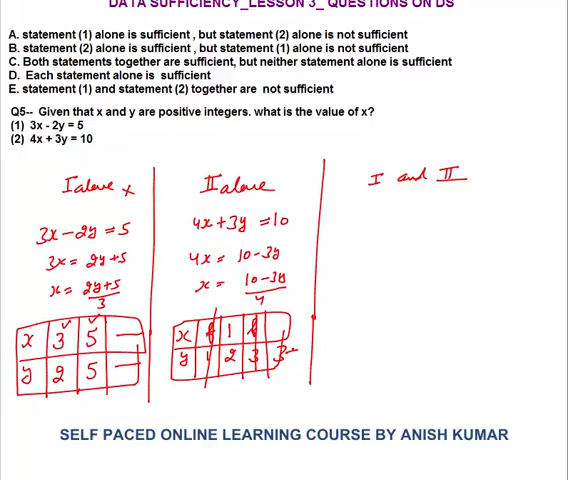 DATA SUFFICIENCY_LESSON 3_ QUESTIONS ON DS
A. statement (1) alone is sufficient , but statement (2) alone is not sufficient
B. statement (2) alone is sufficient , but statement (1) alone is not sufficient
C. Both statements together are sufficient, but neither statement alone is sufficient
D. Each statement alone is sufficient
E. statement (1) and statement (2) together are not sufficient
Q5-- Given that x and y are positive integers. what is the value of x?
(1) 3x - 2y = 5
(2) 4x + 3y = 10
I alove x
3x - 2y = 5
3x = 2y+5
x = 2y+5
3
x 3 5 —
y 2 5 —
II alove
4x + 3y = 10
4x = 10 - 3y
x = 10 - 3y
4
x f 1 f
y 1 2 3 3-
I and II
SELF PACED ONLINE LEARNING COURSE BY ANISH KUMAR